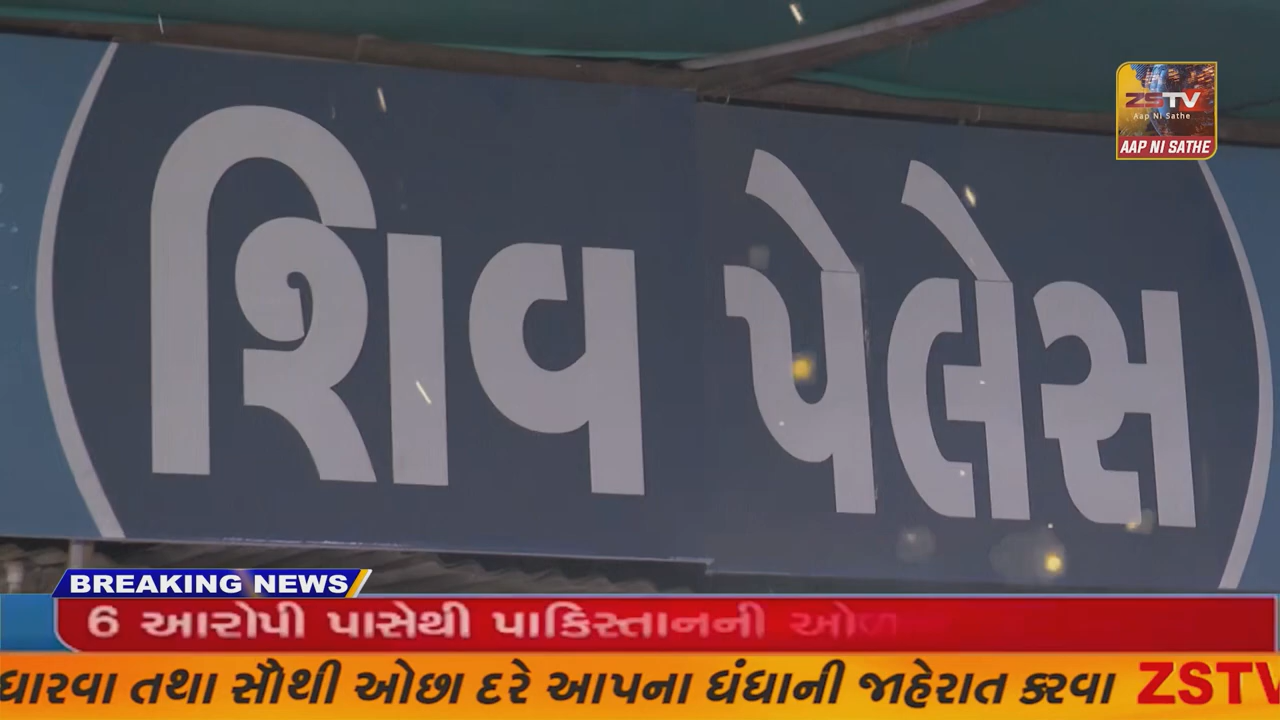 શિવ પેલેસ
ZSTV
Aap Ni Sathe
AAP NI SATHE
BREAKING NEWS
6 આરોપી પાસેથી પાકિસ્તાનની
ધારવા તથા સૌથી ઓછા દરે આપના ધંધાની જાહેરાત કરવા ZSTV